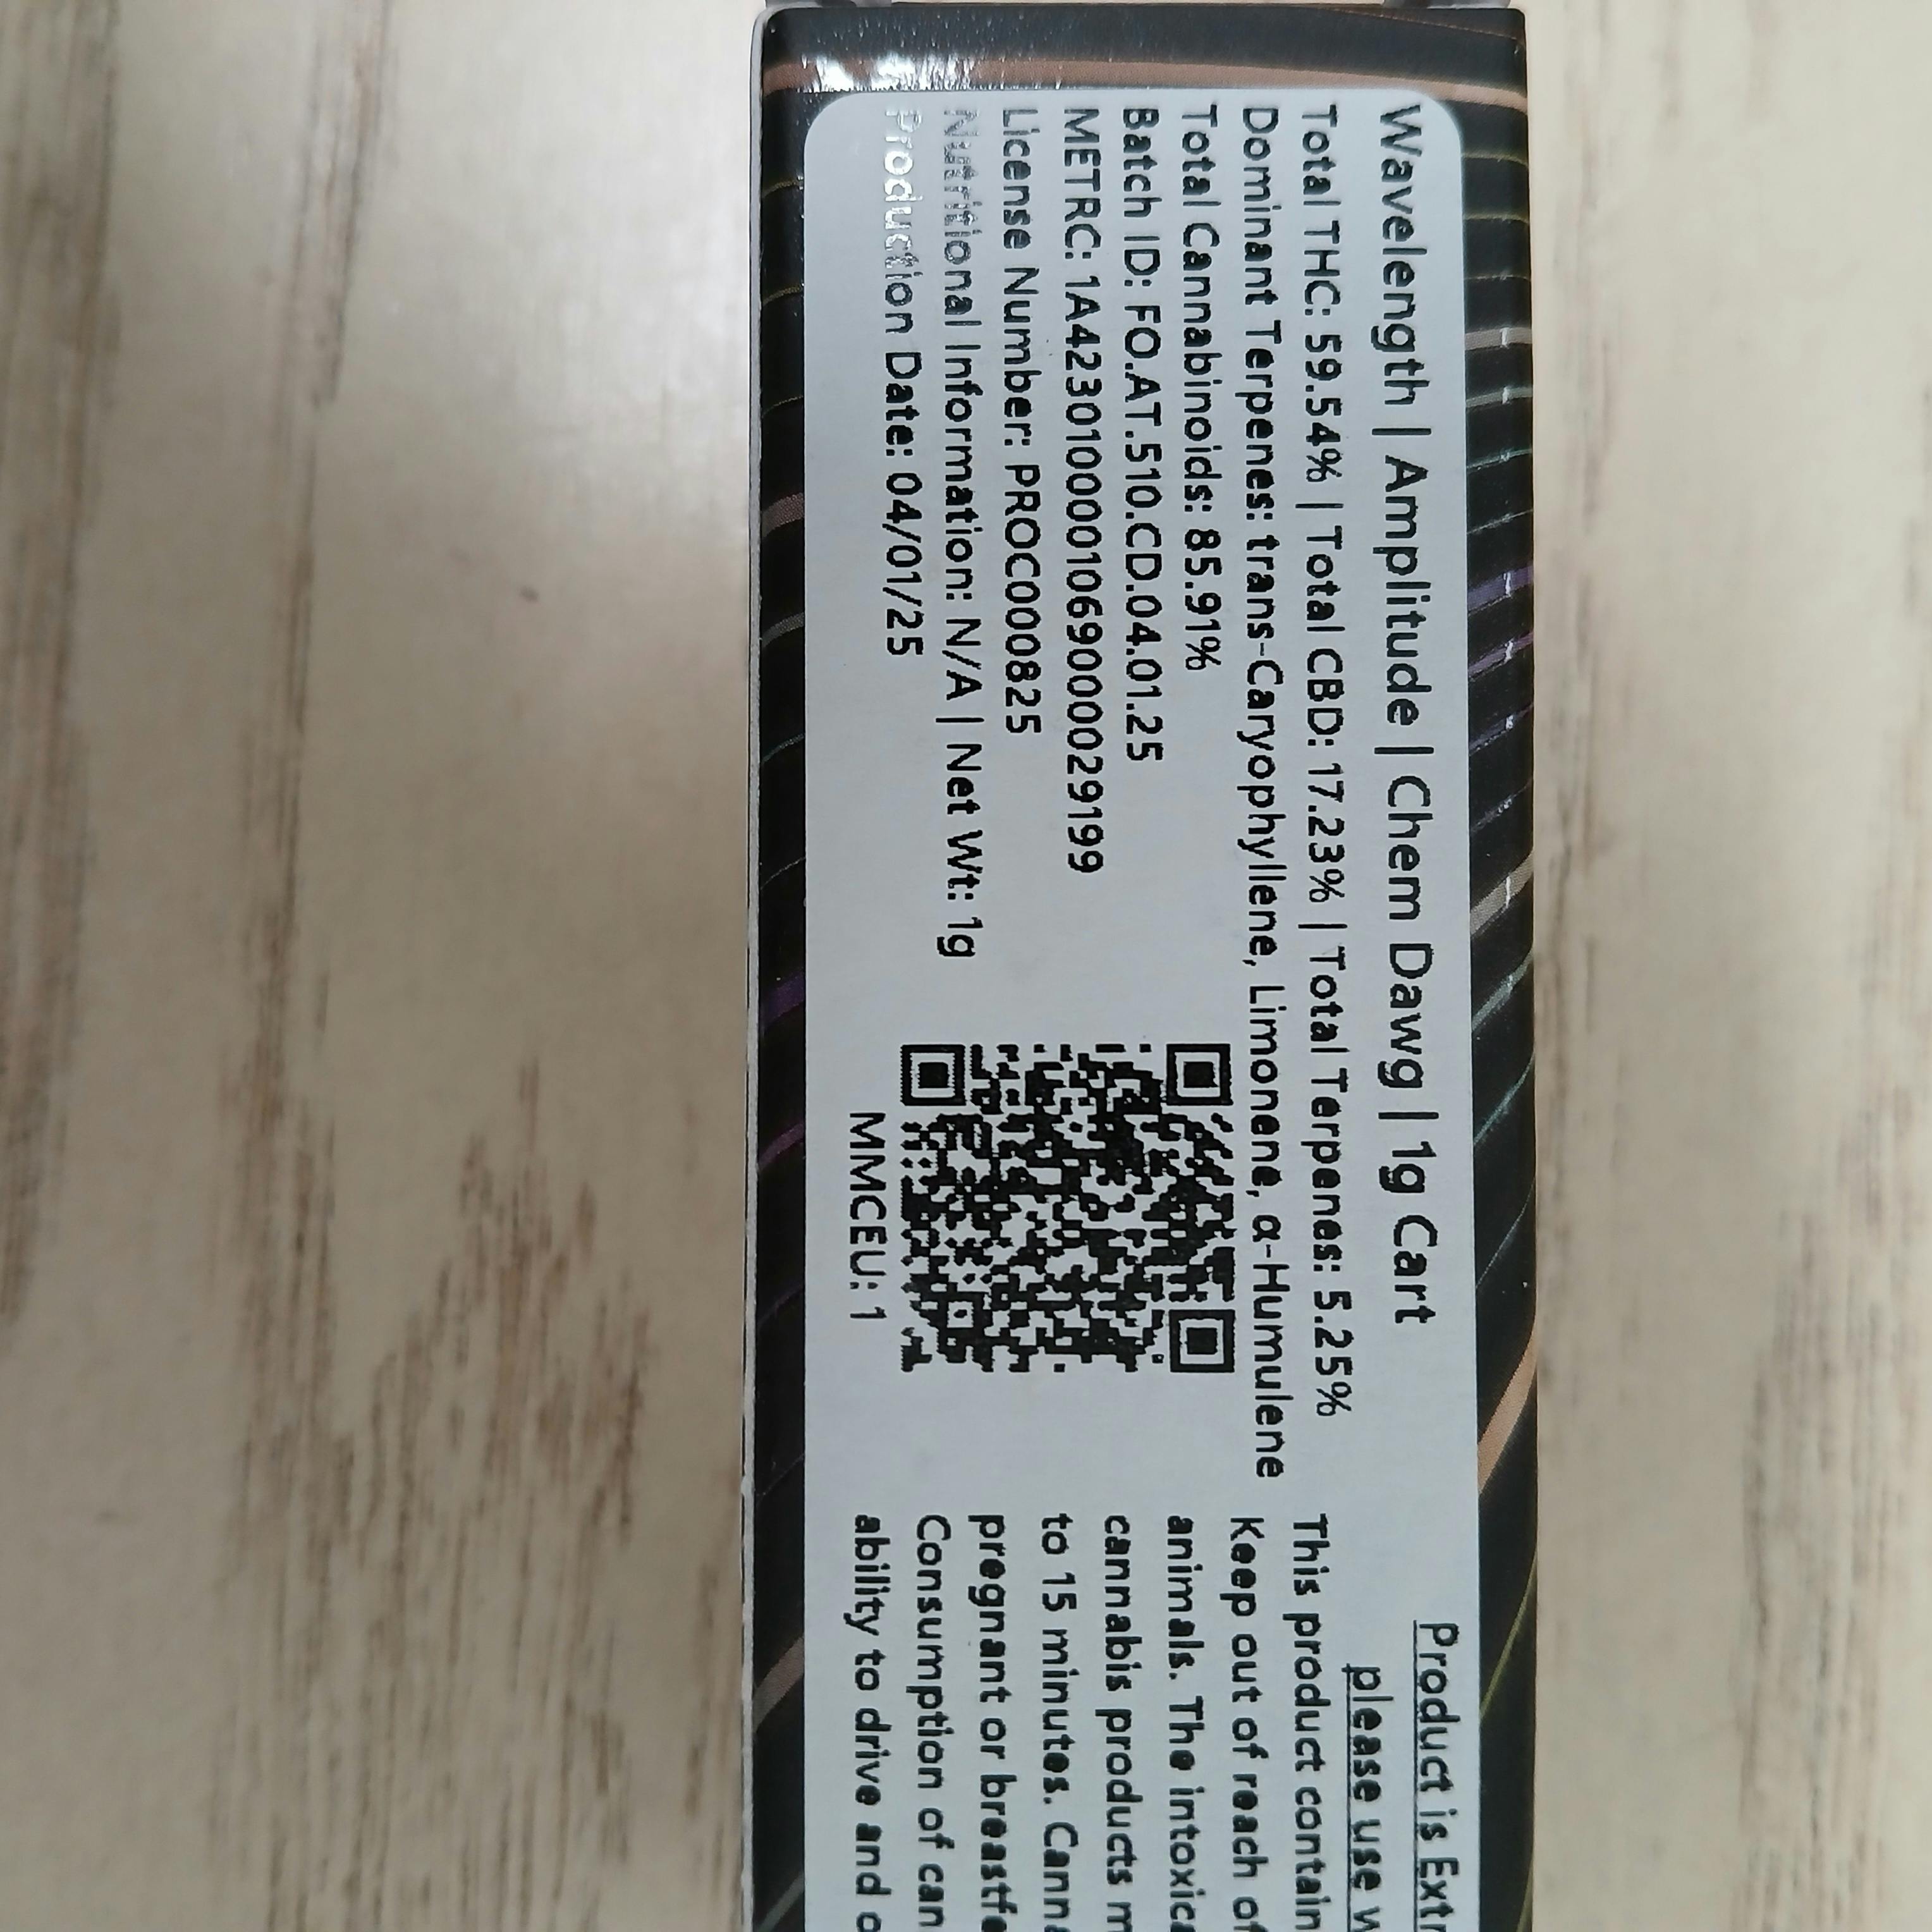 Wavelength | Amplitude | Chem Dawg | 1g Cart
Total THC: 59.54% | Total CBD: 17.23% | Total Terpenes: 5.25%
Dominant Terpenes: trans-Caryophyllene, Limonene, α-Humulene
Total Cannabinoids: 85.91%
Batch ID: FO.AT.510.CD.04.01.25
METRC: 1A4230100001069000029199
License Number: PROC000825
Nutritional Information: N/A | Net Wt: 1g
Production Date: 04/01/25
MMCEU: 1
Product is
please use
This product
Keep out of reach of
animals. The
cannabis products
to 15 minutes.
pregnant or
Consumption of
ability to drive and